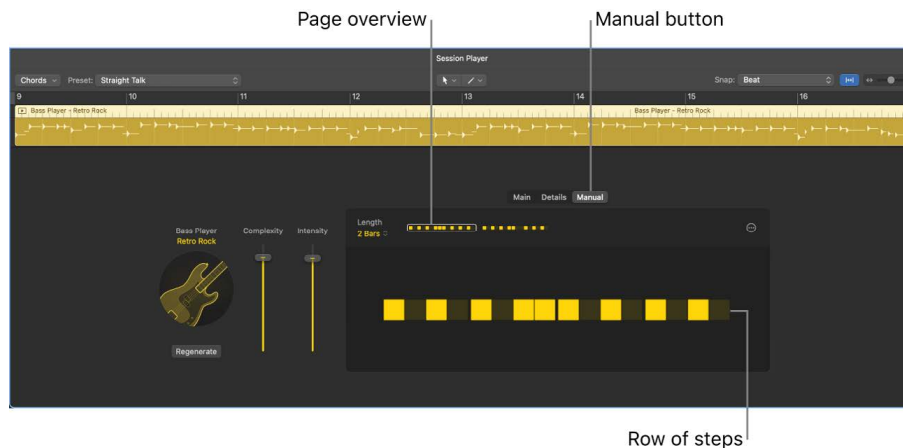 Page overview
Manual button
Session Player
Chords
Preset: Straight Talk
Snap: Beat
9 10 11 12 13 14 15 16
Bass Player - Retro Rock
Bass Player - Retro Rock
Main Details Manual
Bass Player
Retro Rock
Complexity
Intensity
Length
2 Bars
Regenerate
Row of steps